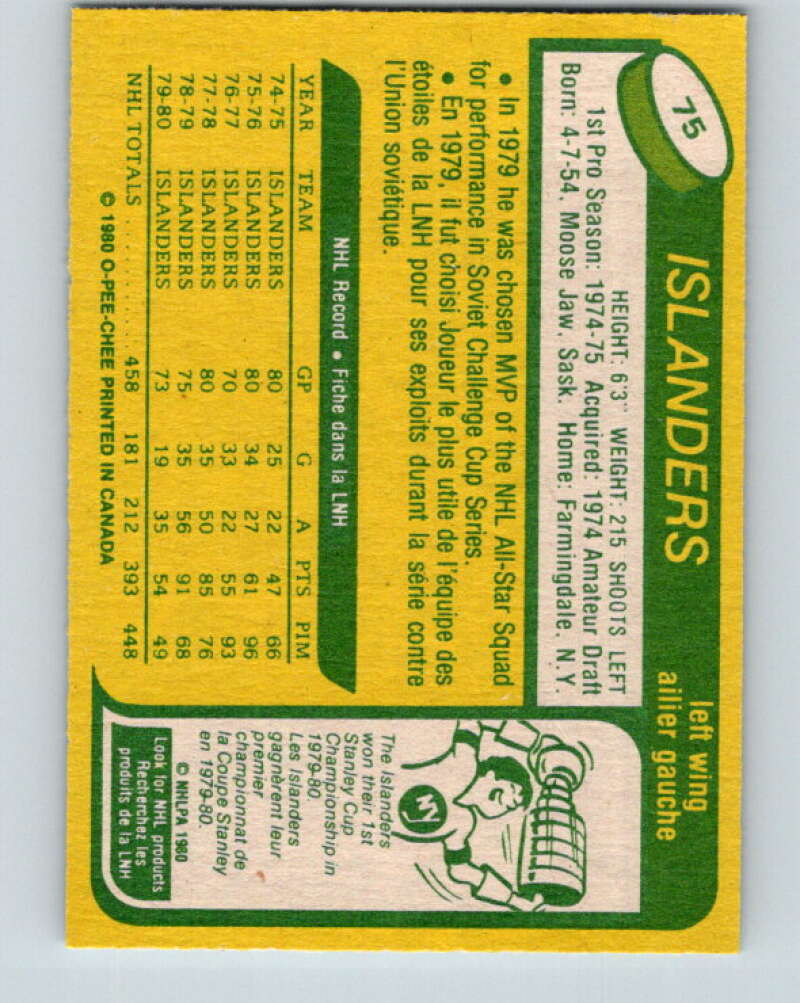 75
ISLANDERS
left wing
ailier gauche
HEIGHT: 6'3" WEIGHT: 215 SHOOTS LEFT
1st Pro Season: 1974-75 Acquired: 1974 Amateur Draft
Born: 4-7-54. Moose Jaw. Sask. Home: Farmingdale. N.Y.
• In 1979 he was chosen MVP of the NHL All-Star Squad
for performance in Soviet Challenge Cup Series.
• En 1979, il fut choisi Joueur le plus utile de l'équipe des
étoiles de la LNH pour ses exploits durant la série contre
l'Union soviétique.
NHL Record • Fiche dans la LNH
YEAR TEAM GP G A PTS PIM
74-75 ISLANDERS 80 25 22 47 66
75-76 ISLANDERS 80 34 27 61 96
76-77 ISLANDERS 70 33 22 55 93
77-78 ISLANDERS 80 35 50 85 76
78-79 ISLANDERS 75 35 56 91 68
79-80 ISLANDERS 73 19 35 54 49
NHL TOTALS .......... 458 181 212 393 448
© 1980 O-PEE-CHEE PRINTED IN CANADA
NY
The Islanders
won their 1st
Stanley Cup
Championship in
1979-80.
Les Islanders
gagnèrent leur
premier
championnat de
la Coupe Stanley
en 1979-80.
© NHLPA 1980
Look for NHL products
Recherchez les
produits de la LNH